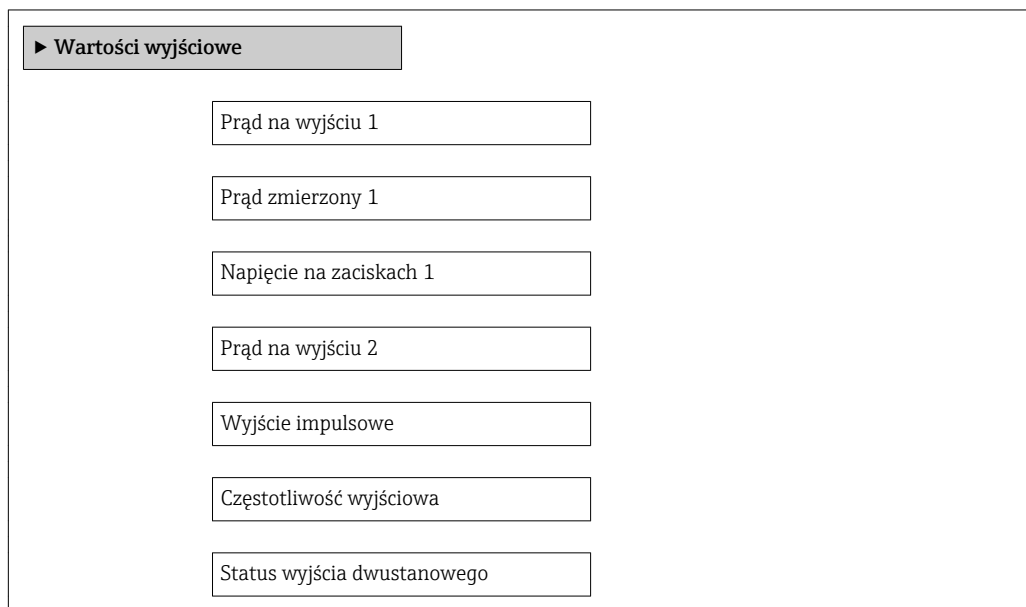 ▶ Wartości wyjściowe
Prąd na wyjściu 1
Prąd zmierzony 1
Napięcie na zaciskach 1
Prąd na wyjściu 2
Wyjście impulsowe
Częstotliwość wyjściowa
Status wyjścia dwustanowego